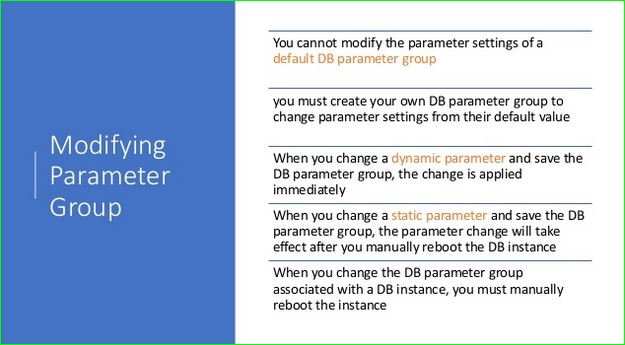 Modifying
Parameter
Group
You cannot modify the parameter settings of a
default DB parameter group
you must create your own DB parameter group to
change parameter settings from their default value
When you change a dynamic parameter and save the
DB parameter group, the change is applied
immediately
When you change a static parameter and save the DB
parameter group, the parameter change will take
effect after you manually reboot the DB instance
When you change the DB parameter group
associated with a DB instance, you must manually
reboot the instance